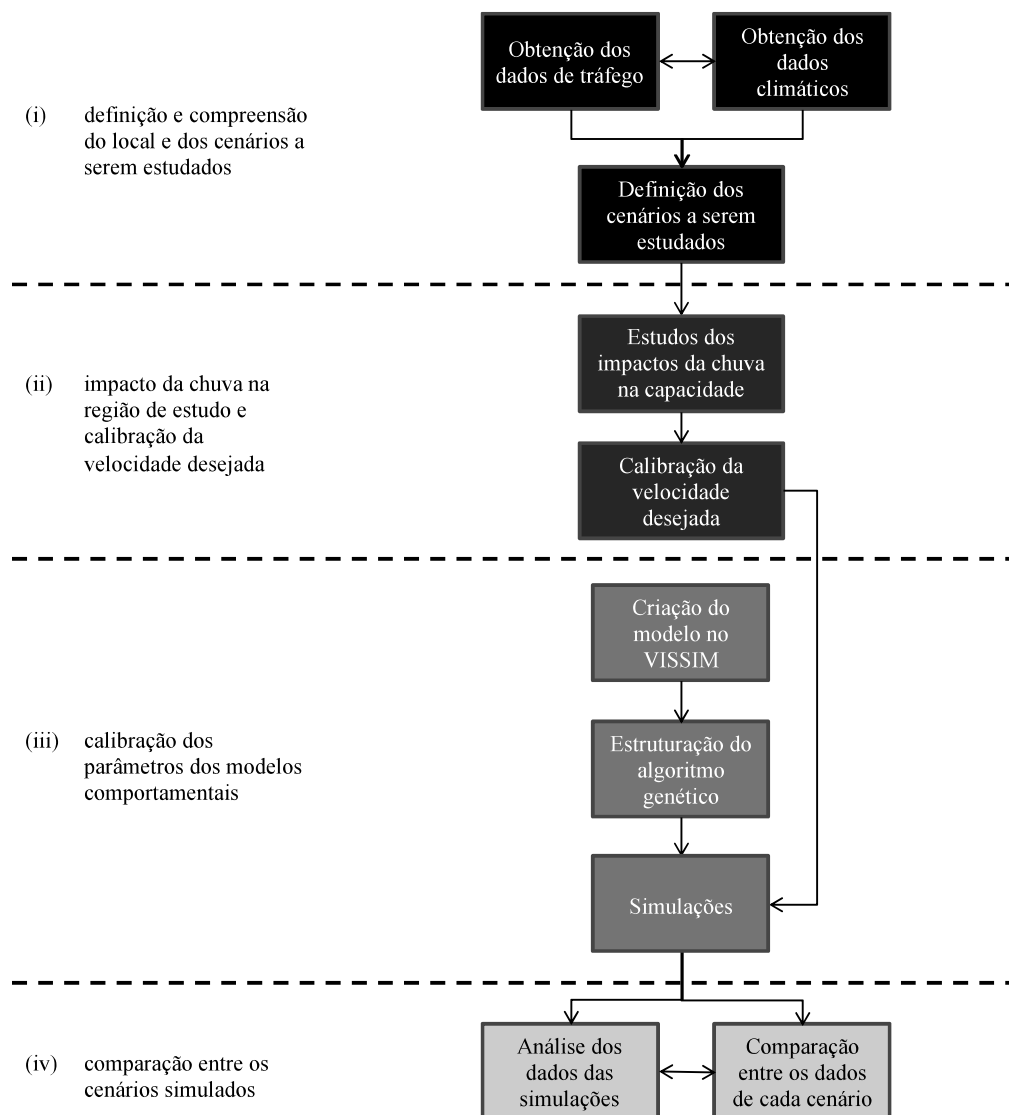 Obtenção dos
dados de tráfego
Obtenção dos
dados
climáticos
(i) definição e compreensão
do local e dos cenários a
serem estudados
Definição dos
cenários a serem
estudados
(ii) impacto da chuva na
região de estudo e
calibração da
velocidade desejada
Estudos dos
impactos da chuva
na capacidade
Calibração da
velocidade
desejada
(iii) calibração dos
parâmetros dos modelos
comportamentais
Criação do
modelo no
VISSIM
Estruturação do
algoritmo
genético
Simulações
(iv) comparação entre os
cenários simulados
Análise dos
dados das
simulações
Comparação
entre os dados
de cada cenário